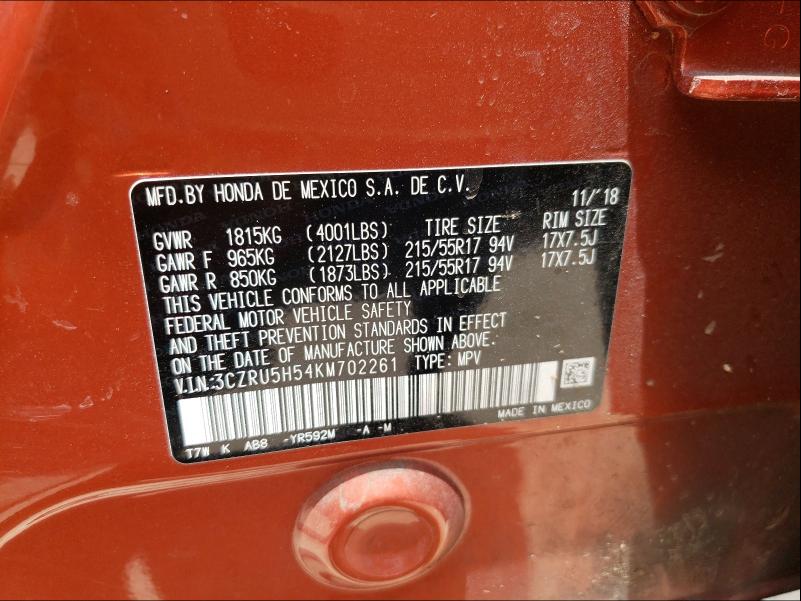 MFD.BY HONDA DE MEXICO S.A. DE C.V. 11/'18
GVWR 1815KG (4001LBS) TIRE SIZE RIM SIZE
GAWR F 965KG (2127LBS) 215/55R17 94V 17X7.5J
GAWR R 850KG (1873LBS) 215/55R17 94V 17X7.5J
THIS VEHICLE CONFORMS TO ALL APPLICABLE
FEDERAL MOTOR VEHICLE SAFETY
AND THEFT PREVENTION STANDARDS IN EFFECT
ON THE DATE OF MANUFACTURE SHOWN ABOVE.
V.I.N:3CZRU5H54KM702261 TYPE: MPV
MADE IN MEXICO
T7W K AB8 -YR592M -A -M